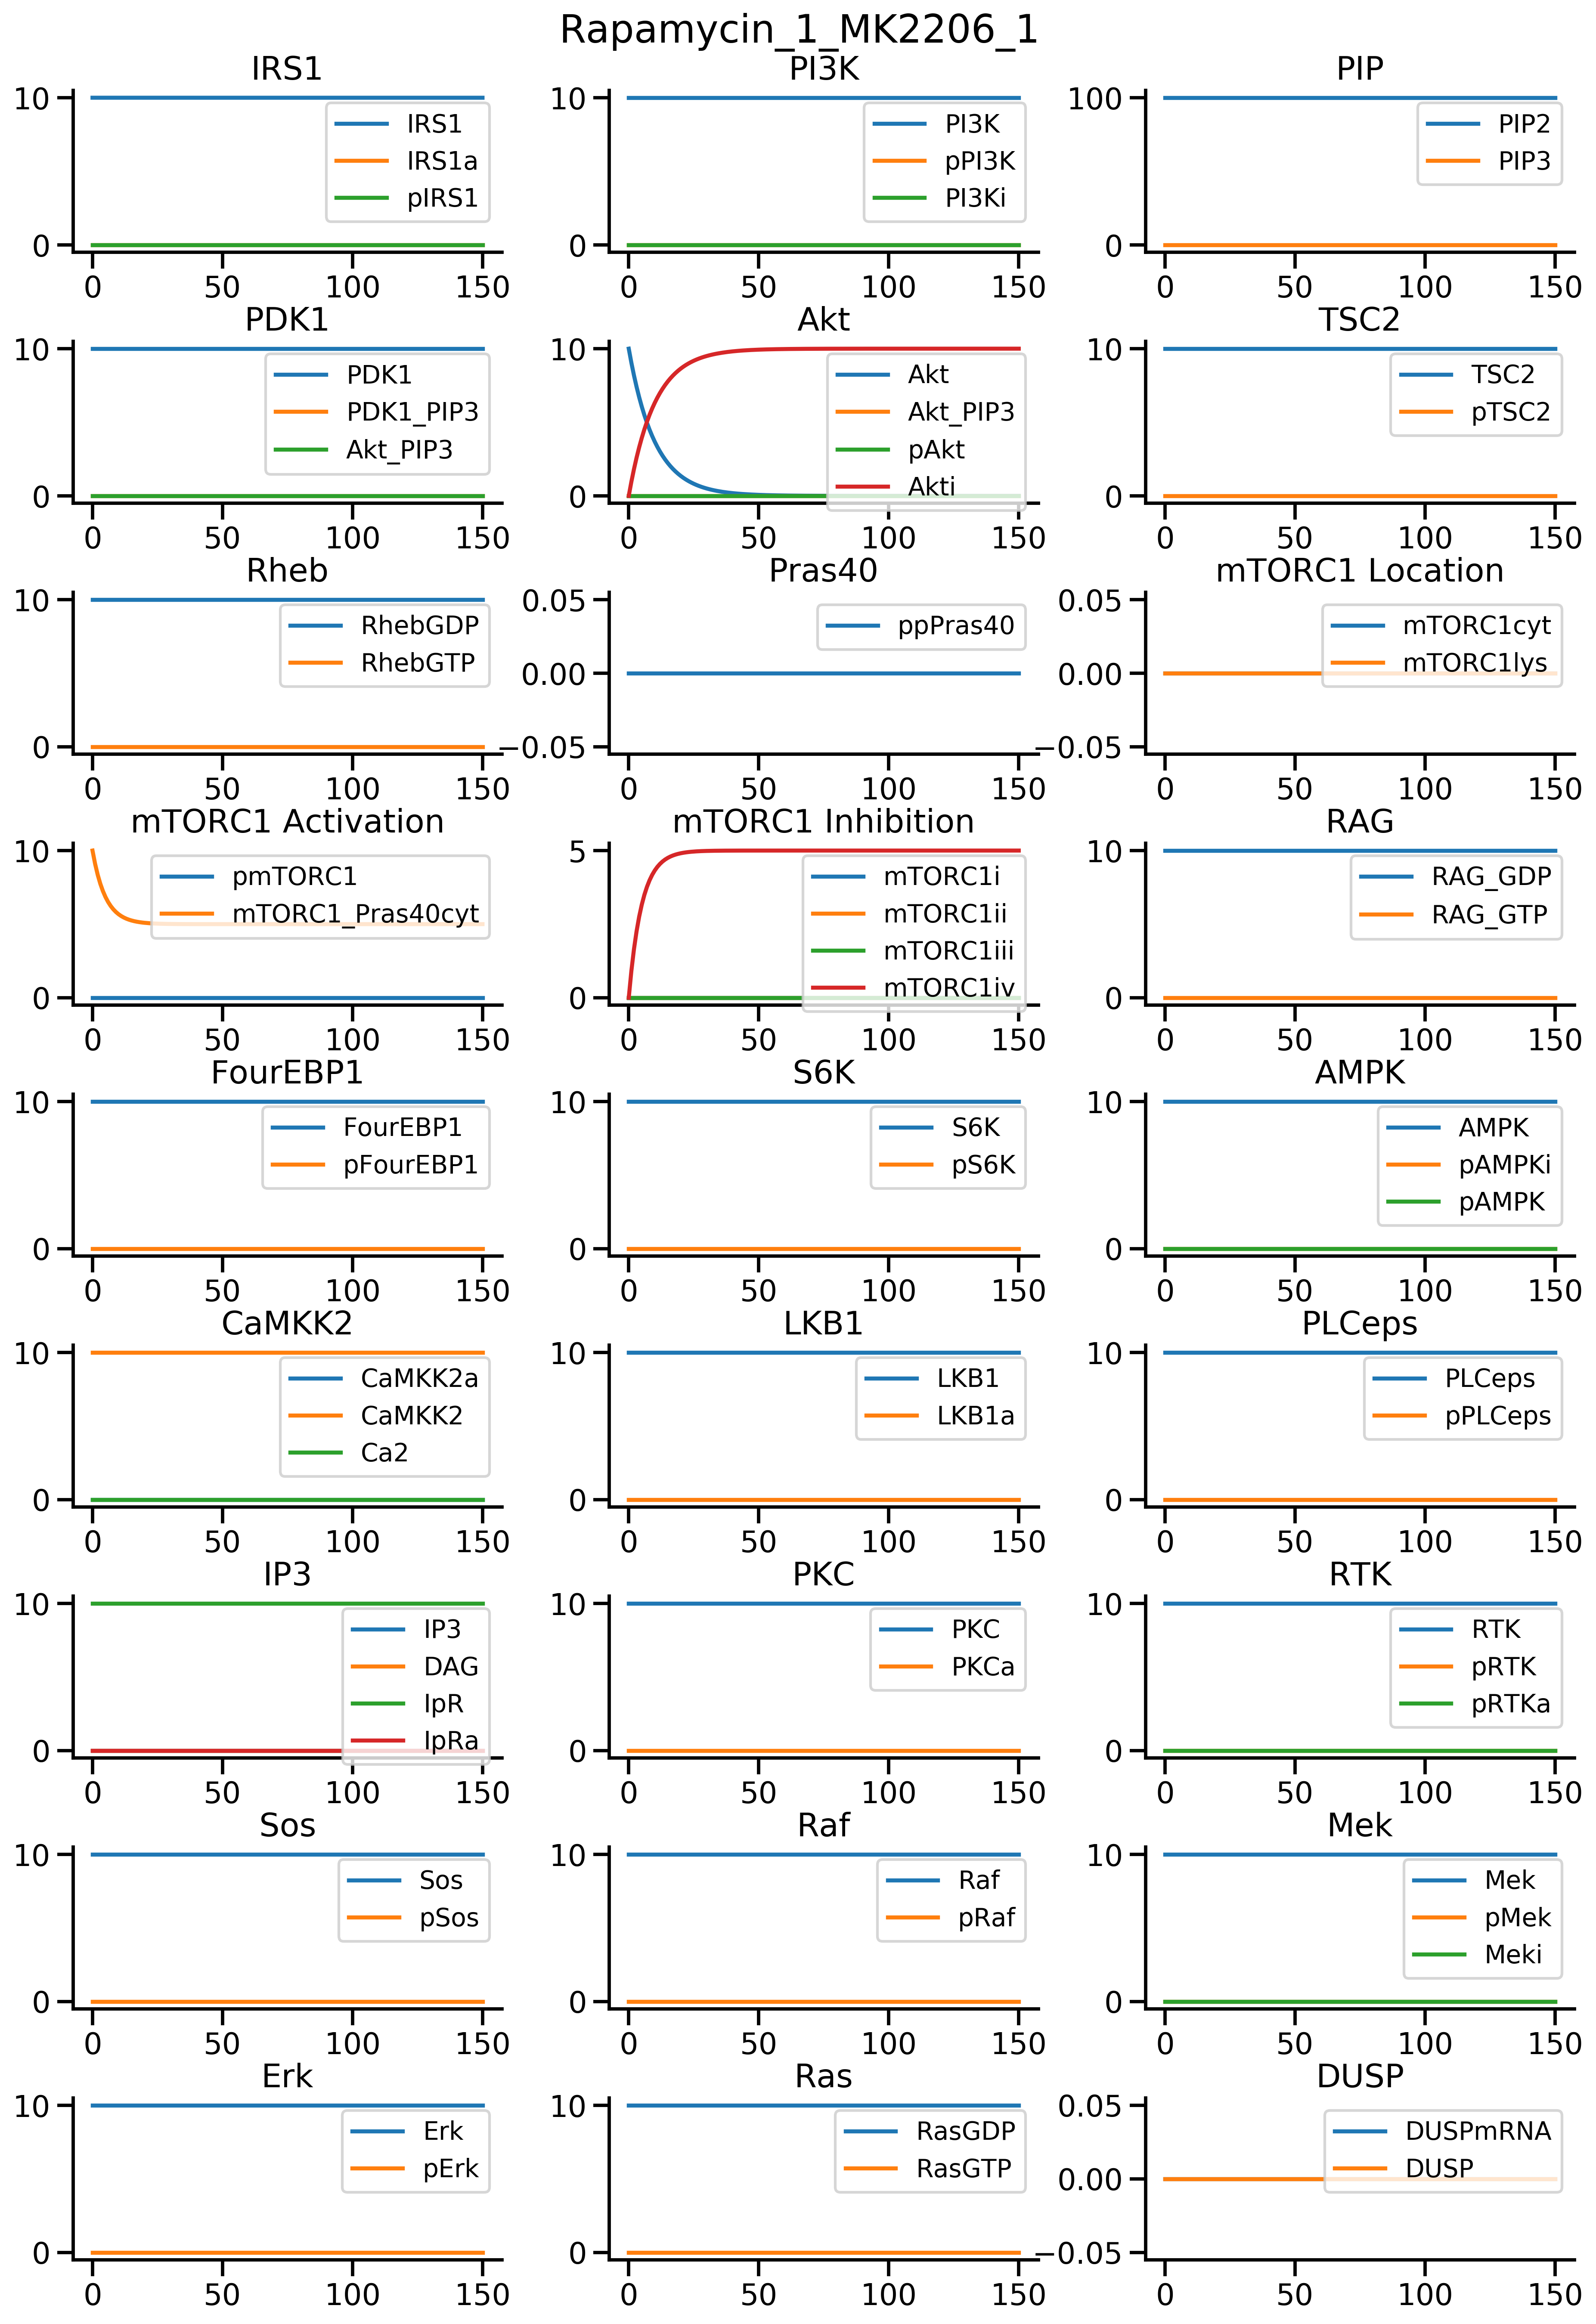 Rapamycin_1_MK2206_1
IRS1
10
0
0 50 100 150
IRS1
IRS1a
pIRS1
PI3K
10
0
0 50 100 150
PI3K
pPI3K
PI3Ki
PIP
100
0
0 50 100 150
PIP2
PIP3
PDK1
10
0
0 50 100 150
PDK1
PDK1_PIP3
Akt_PIP3
Akt
10
0
0 50 100 150
Akt
Akt_PIP3
pAkt
Akti
TSC2
10
0
0 50 100 150
TSC2
pTSC2
Rheb
10
0
0 50 100 150
RhebGDP
RhebGTP
Pras40
0.05
0.00
−0.05
0 50 100 150
ppPras40
mTORC1 Location
0.05
0.00
−0.05
0 50 100 150
mTORC1cyt
mTORC1lys
mTORC1 Activation
10
0
0 50 100 150
pmTORC1
mTORC1_Pras40cyt
mTORC1 Inhibition
5
0
0 50 100 150
mTORC1i
mTORC1ii
mTORC1iii
mTORC1iv
RAG
10
0
0 50 100 150
RAG_GDP
RAG_GTP
FourEBP1
10
0
0 50 100 150
FourEBP1
pFourEBP1
S6K
10
0
0 50 100 150
S6K
pS6K
AMPK
10
0
0 50 100 150
AMPK
pAMPKi
pAMPK
CaMKK2
10
0
0 50 100 150
CaMKK2a
CaMKK2
Ca2
LKB1
10
0
0 50 100 150
LKB1
LKB1a
PLCeps
10
0
0 50 100 150
PLCeps
pPLCeps
IP3
10
0
0 50 100 150
IP3
DAG
IpR
IpRa
PKC
10
0
0 50 100 150
PKC
PKCa
RTK
10
0
0 50 100 150
RTK
pRTK
pRTKa
Sos
10
0
0 50 100 150
Sos
pSos
Raf
10
0
0 50 100 150
Raf
pRaf
Mek
10
0
0 50 100 150
Mek
pMek
Meki
Erk
10
0
0 50 100 150
Erk
pErk
Ras
10
0
0 50 100 150
RasGDP
RasGTP
DUSP
0.05
0.00
−0.05
0 50 100 150
DUSPmRNA
DUSP